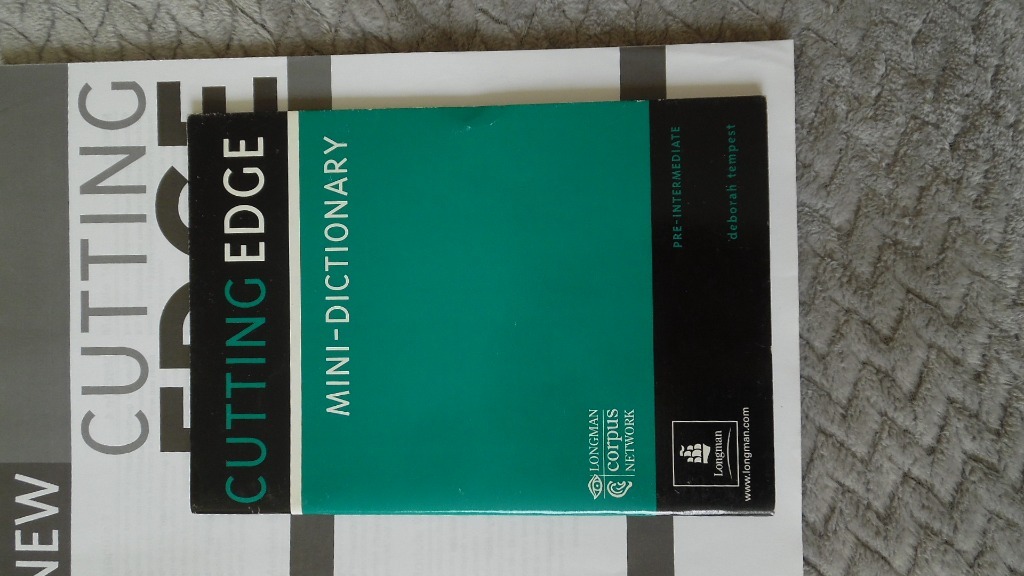 NEW
CUTTING
EDGE
CUTTING EDGE
MINI-DICTIONARY
LONGMAN
corpus
NETWORK
PRE-INTERMEDIATE
deborah tempest
Longman
www.longman.com